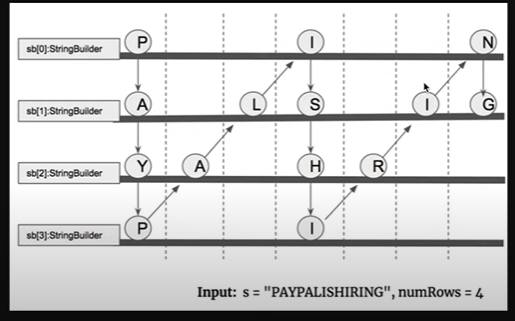 sb[0]:StringBuilder P I N
sb[1]:StringBuilder A L S I G
sb[2]:StringBuilder Y A H R
sb[3]:StringBuilder P I
Input: s = "PAYPALISHIRING", numRows = 4